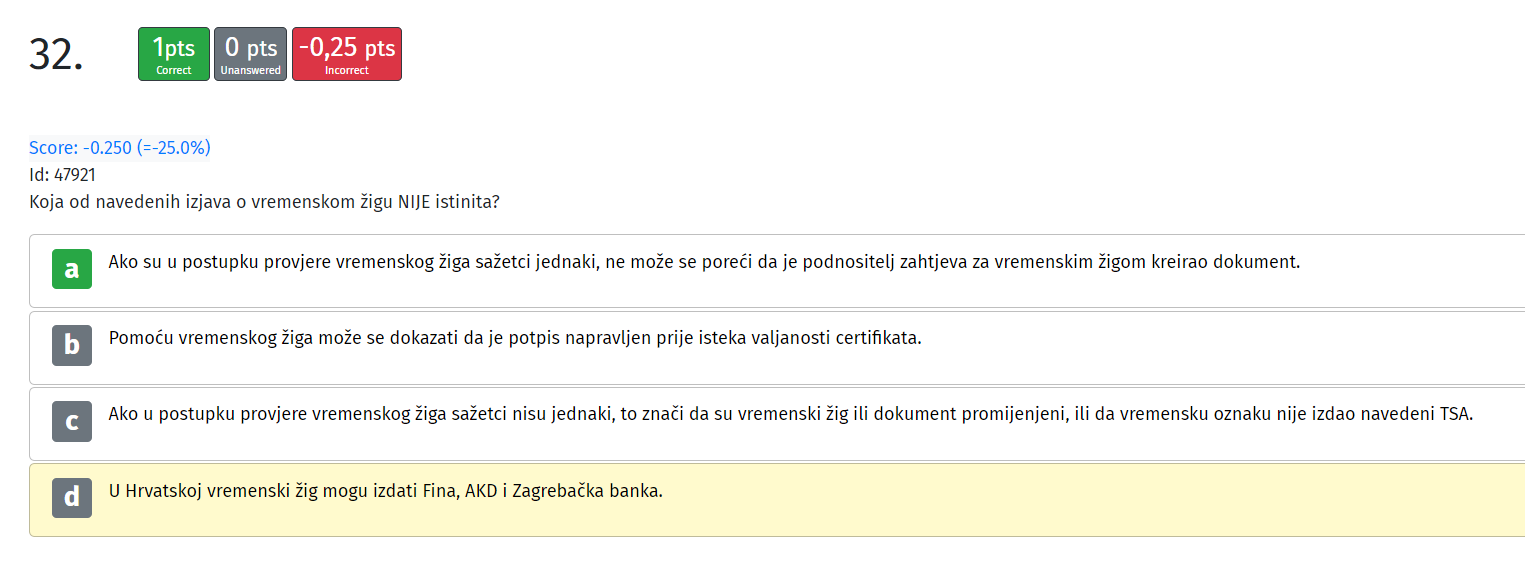 32.
1pts
Correct
0 pts
Unanswered
-0,25 pts
Incorrect
Score: -0.250 (=-25.0%)
Id: 47921
Koja od navedenih izjava o vremenskom žigu NIJE istinita?
a Ako su u postupku provjere vremenskog žiga sažetci jednaki, ne može se poreći da je podnositelj zahtjeva za vremenskim žigom kreirao dokument.
b Pomoću vremenskog žiga može se dokazati da je potpis napravljen prije isteka valjanosti certifikata.
c Ako u postupku provjere vremenskog žiga sažetci nisu jednaki, to znači da su vremenski žig ili dokument promijenjeni, ili da vremensku oznaku nije izdao navedeni TSA.
d U Hrvatskoj vremenski žig mogu izdati Fina, AKD i Zagrebačka banka.